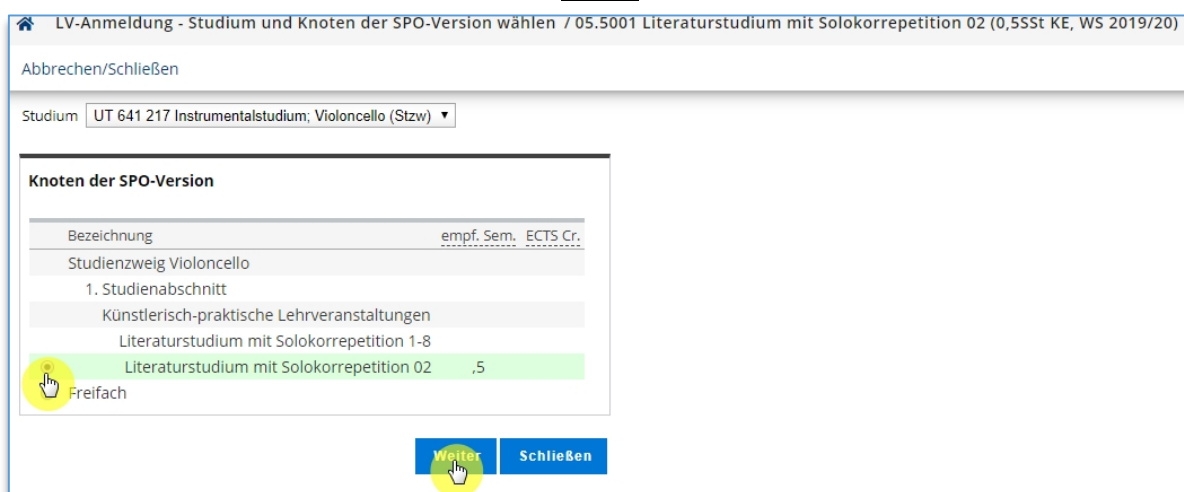 LV-Anmeldung - Studium und Knoten der SPO-Version wählen / 05.5001 Literaturstudium mit Solokorrepetition 02 (0,5SSt KE, WS 2019/20)
Abbrechen/Schließen
Studium UT 641 217 Instrumentalstudium; Violoncello (Stzw)
Knoten der SPO-Version
Bezeichnung empf. Sem. ECTS Cr.
Studienzweig Violoncello
1. Studienabschnitt
Künstlerisch-praktische Lehrveranstaltungen
Literaturstudium mit Solokorrepetition 1-8
Literaturstudium mit Solokorrepetition 02 ,5
Freifach
Weiter Schließen